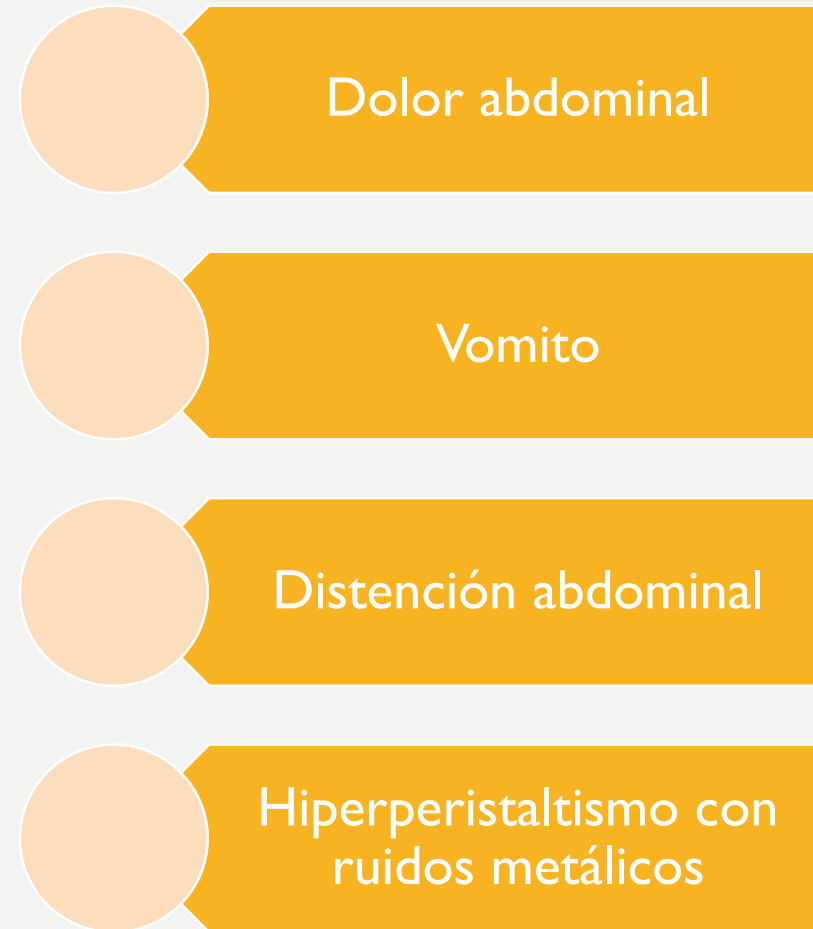 Dolor abdominal
Vomito
Distención abdominal
Hiperperistaltismo con
ruidos metálicos